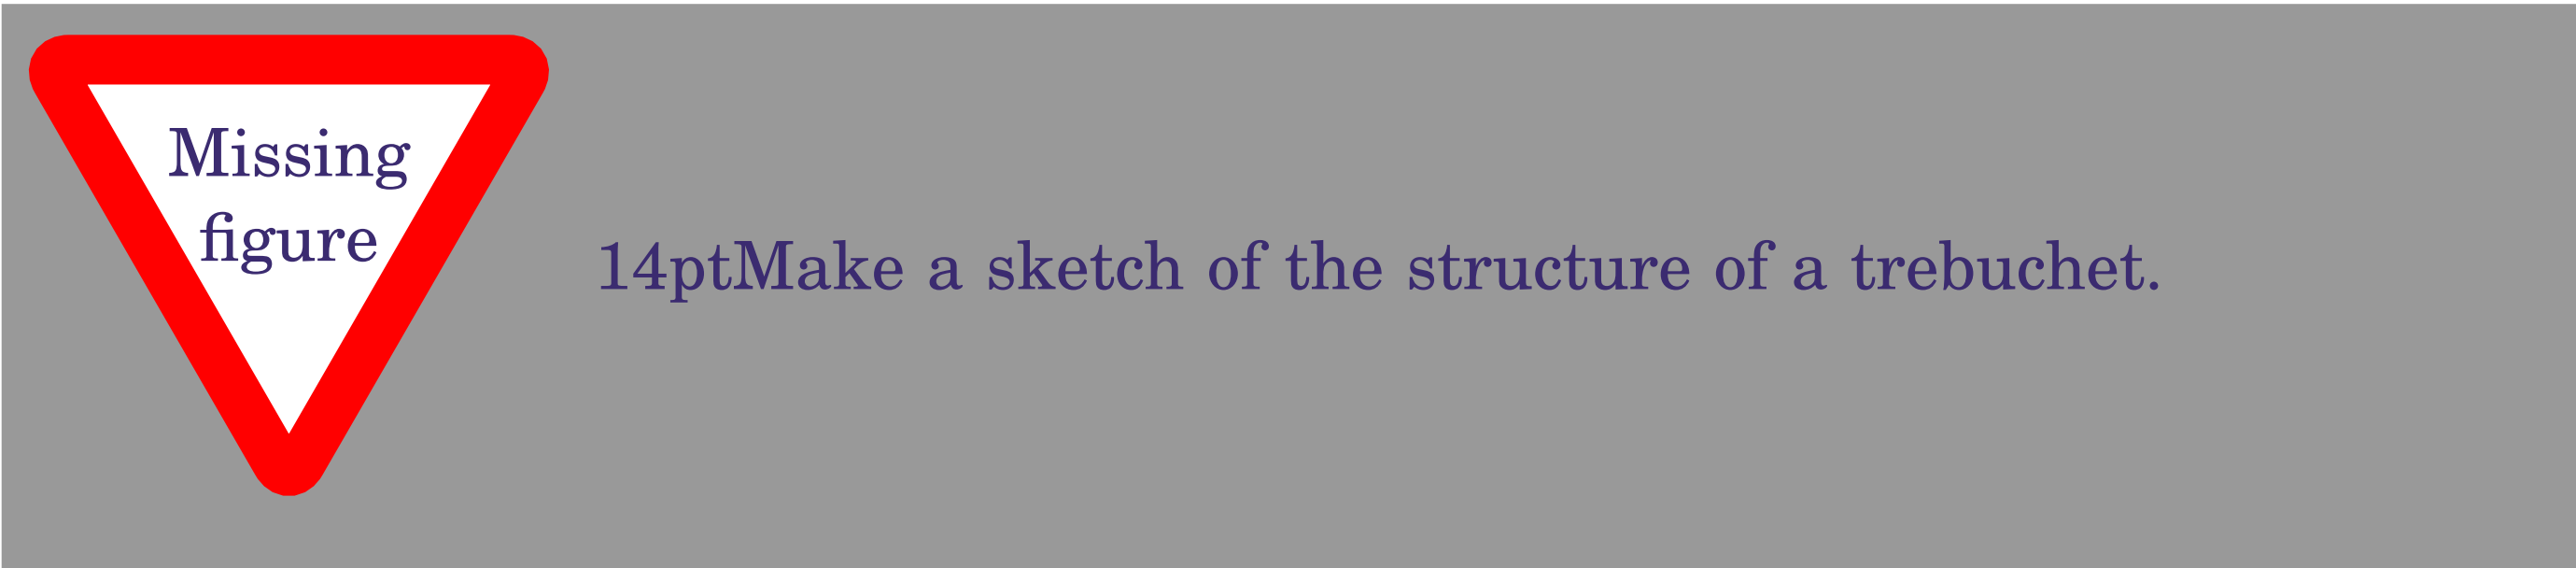 Missing
figure
14ptMake a sketch of the structure of a trebuchet.